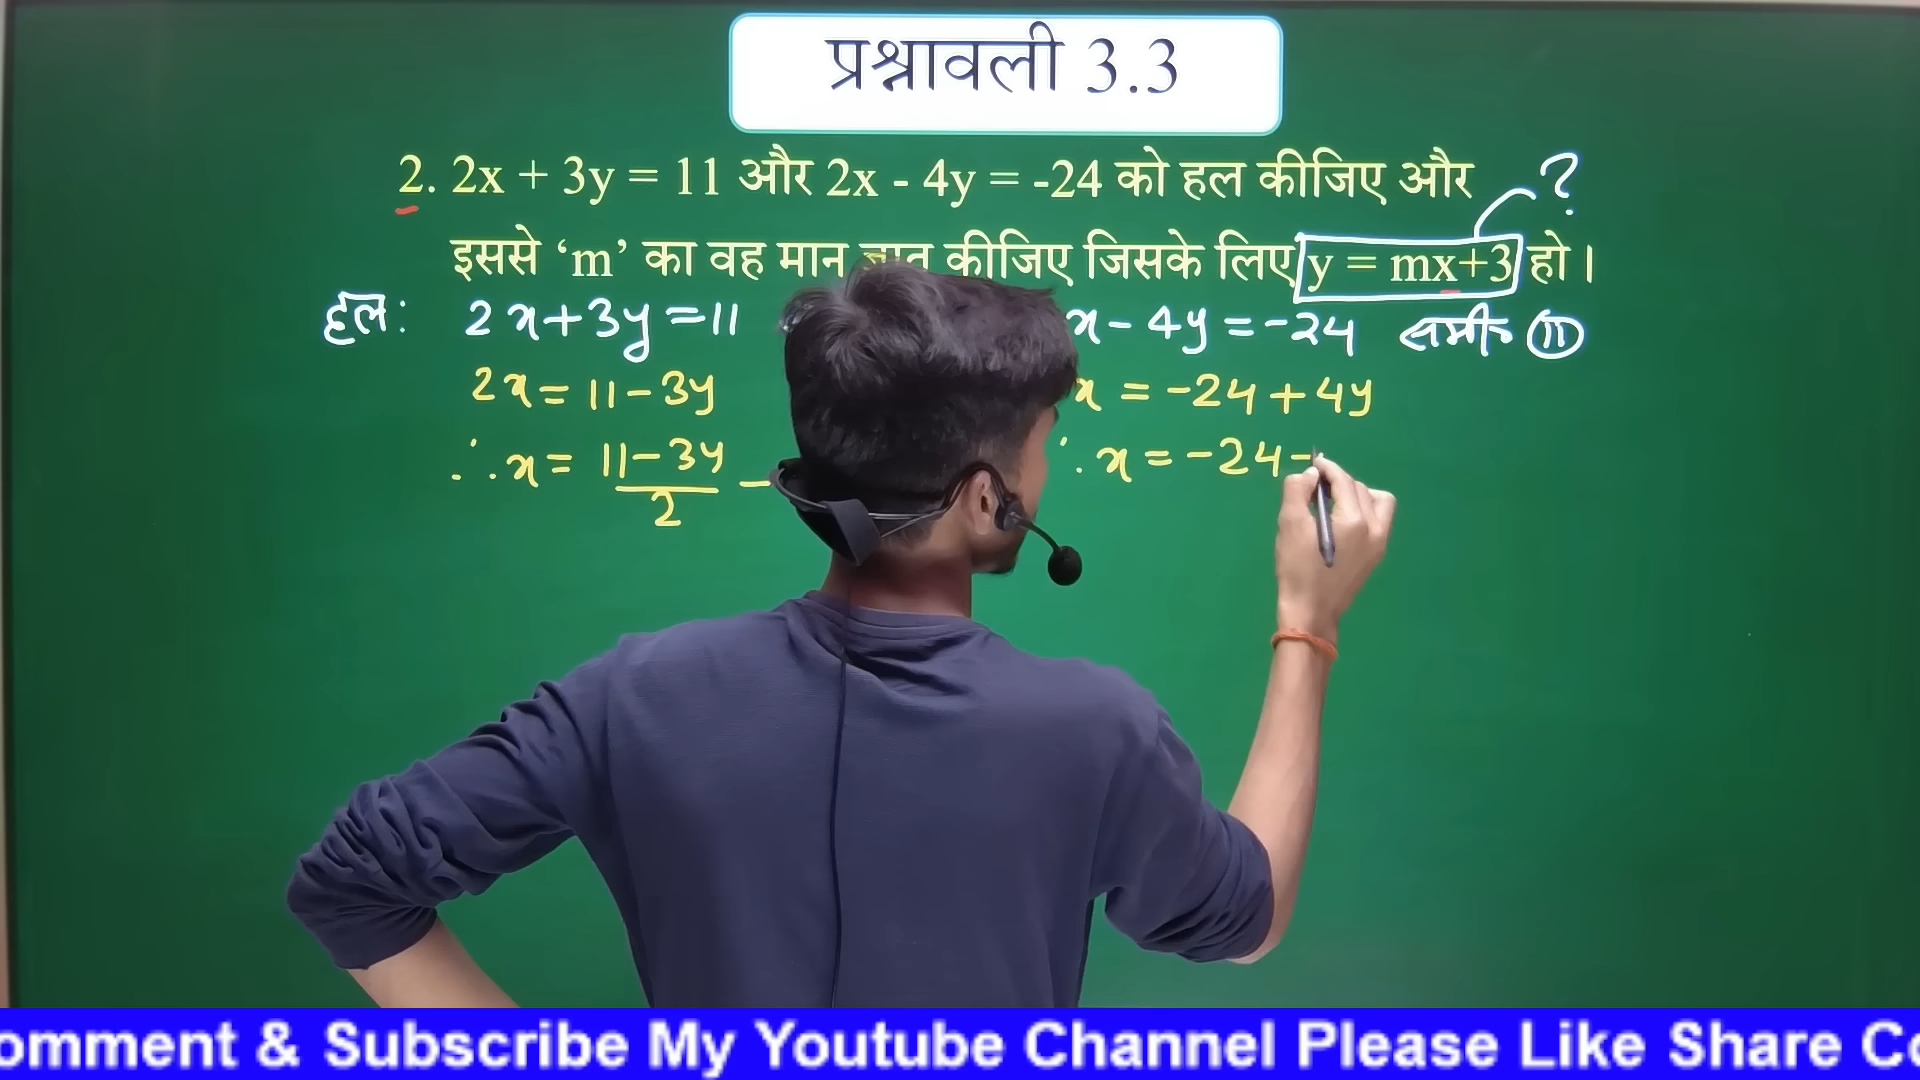 प्रश्नावली 3.3
2. 2x + 3y = 11 और 2x - 4y = -24 को हल कीजिए और ?
इससे ‘m’ का वह मान ज्ञात कीजिए जिसके लिए y = mx+3 हो।
हल: 2x+3y=11 x-4y=-24 समी० (II)
2x=11-3y x=-24+4y
∴x=11-3y/2 - ∴x=-24
omment & Subscribe My Youtube Channel Please Like Share Co